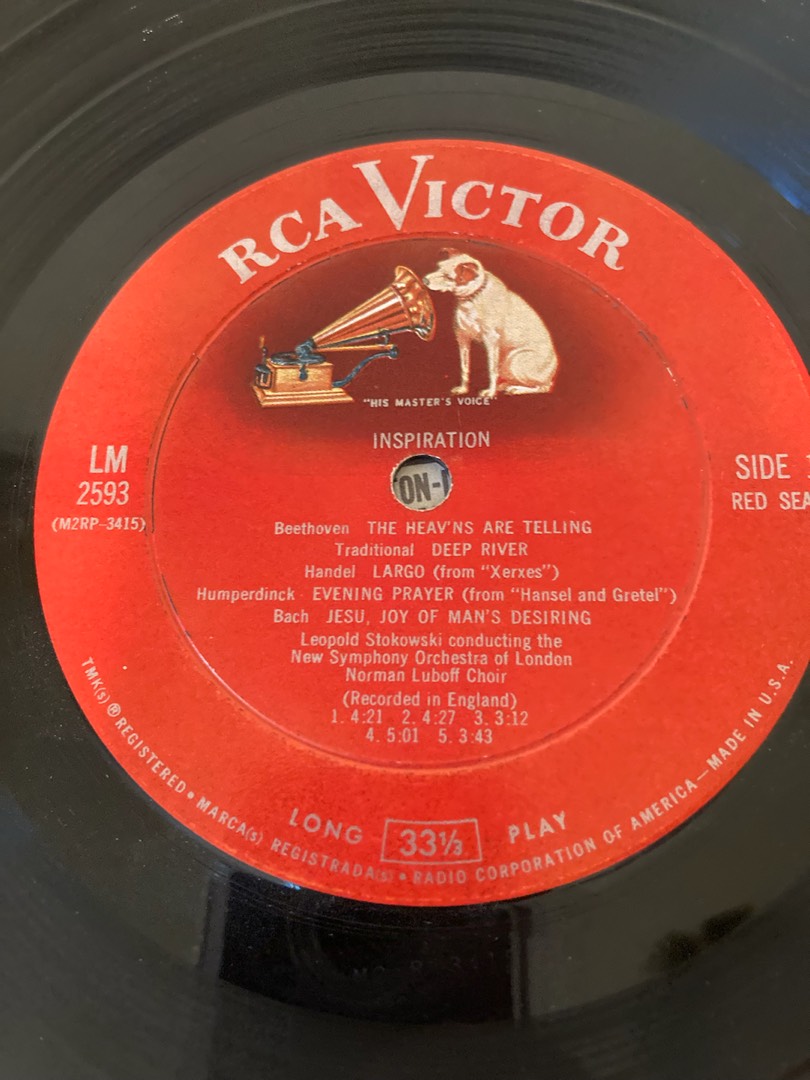 RCA VICTOR
"HIS MASTER'S VOICE"
INSPIRATION
LM
2593
(M2RP-3415)
SIDE
RED SEA
ON-
Beethoven THE HEAV'NS ARE TELLING
Traditional DEEP RIVER
Handel LARGO (from "Xerxes")
Humperdinck EVENING PRAYER (from "Hansel and Gretel")
Bach JESU, JOY OF MAN'S DESIRING
Leopold Stokowski conducting the
New Symphony Orchestra of London
Norman Luboff Choir
(Recorded in England)
1. 4:21 2. 4:27 3. 3:12
4. 5:01 5. 3:43
LONG 33⅓ PLAY
TMK(s) ® REGISTERED • MARCA(s) REGISTRADA(s) • RADIO CORPORATION OF AMERICA—MADE IN U.S.A.